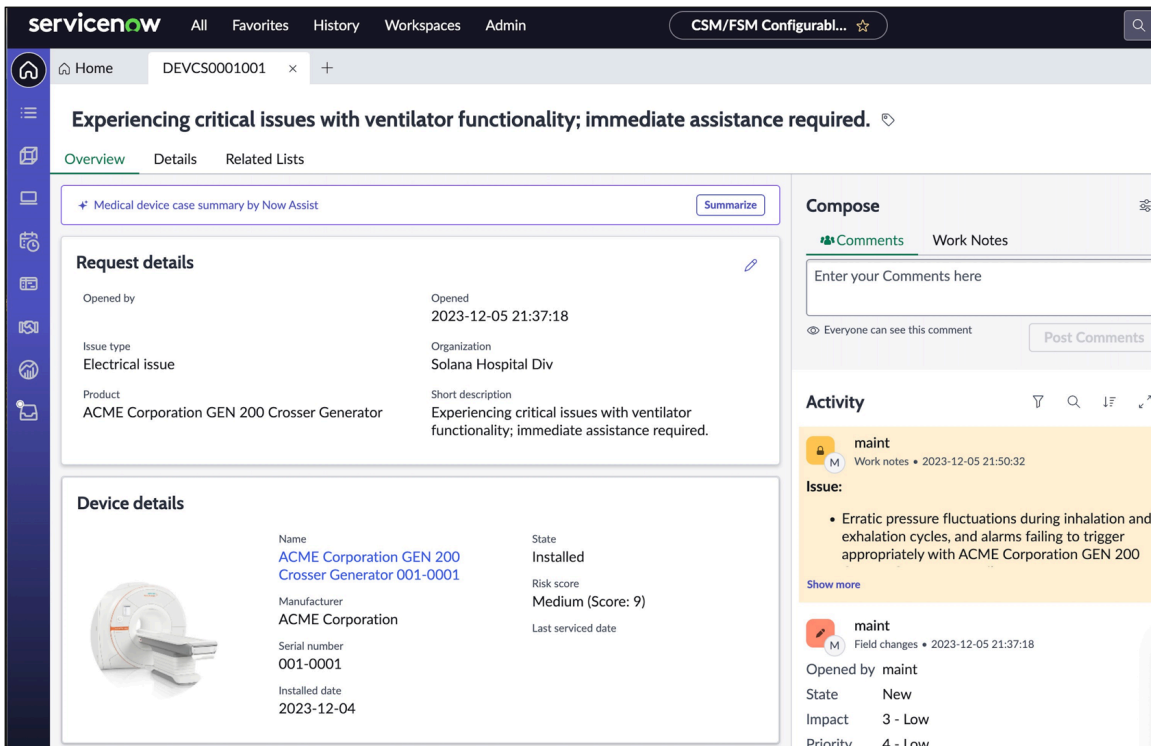 servicenow All Favorites History Workspaces Admin CSM/FSM Configurabl...
Home DEVCS0001001 × +
Experiencing critical issues with ventilator functionality; immediate assistance required.
Overview Details Related Lists
Medical device case summary by Now Assist Summarize
Request details
Opened by
Opened
2023-12-05 21:37:18
Issue type
Electrical issue
Organization
Solana Hospital Div
Product
ACME Corporation GEN 200 Crosser Generator
Short description
Experiencing critical issues with ventilator
functionality; immediate assistance required.
Device details
Name
ACME Corporation GEN 200
Crosser Generator 001-0001
Manufacturer
ACME Corporation
Serial number
001-0001
Installed date
2023-12-04
State
Installed
Risk score
Medium (Score: 9)
Last serviced date
Compose
Comments Work Notes
Enter your Comments here
Everyone can see this comment
Post Comments
Activity
maint
M Work notes • 2023-12-05 21:50:32
Issue:
• Erratic pressure fluctuations during inhalation and
exhalation cycles, and alarms failing to trigger
appropriately with ACME Corporation GEN 200
Show more
maint
M Field changes • 2023-12-05 21:37:18
Opened by maint
State New
Impact 3 - Low
Priority 4 - Low